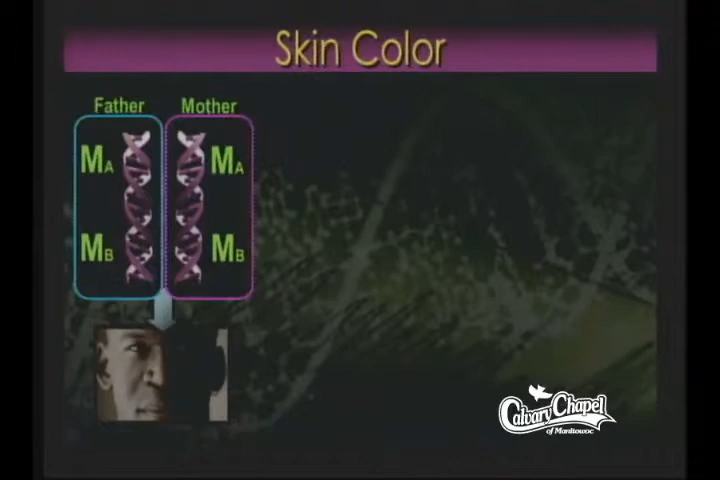 Skin Color
Father Mother
MA MA
MB MB
Calvary Chapel
of Manitowoc